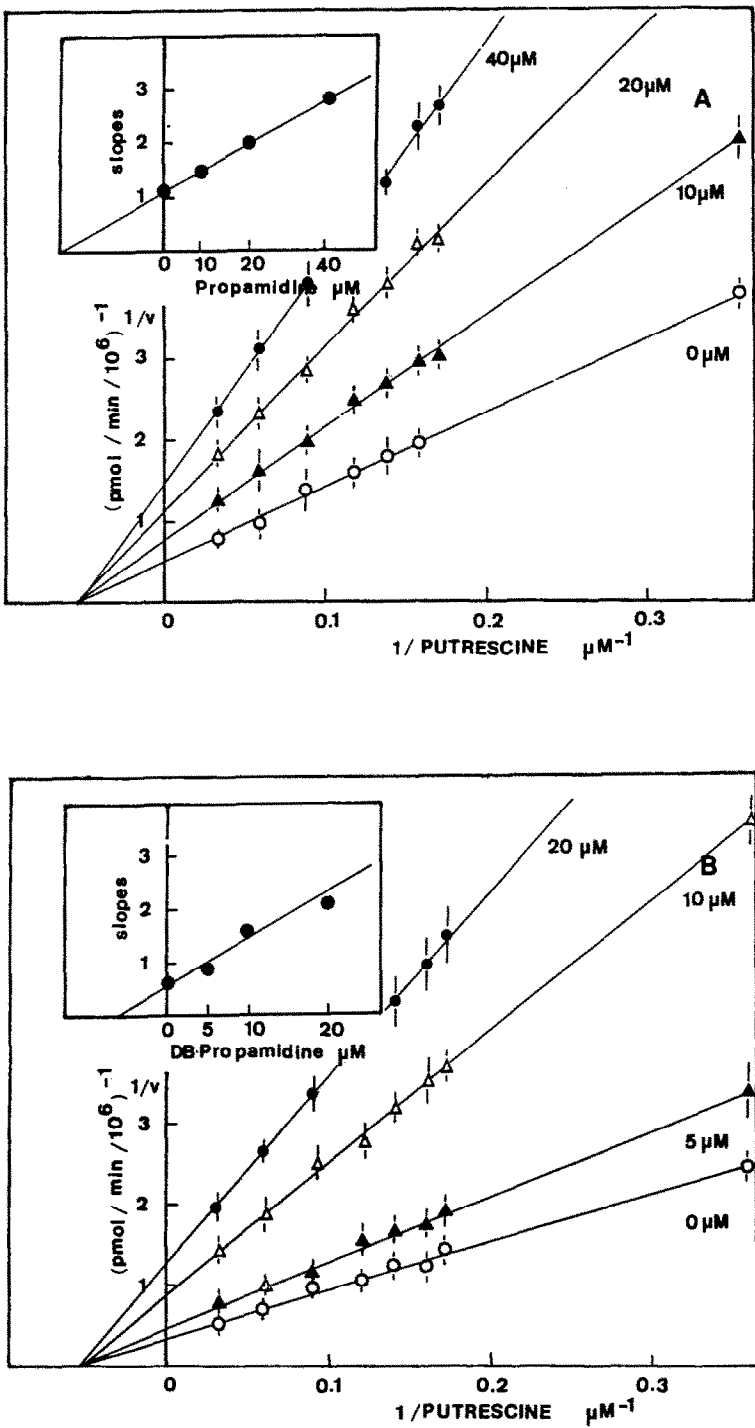 A
40µM
20µM
10µM
0µM
slopes
3
2
1
0 10 20 40
Propamidine µM
1/v
(pmol / min / 10⁶)⁻¹
3
2
1
0 0.1 0.2 0.3
1/ PUTRESCINE µM⁻¹
B
20 µM
10 µM
5 µM
0µM
slopes
3
2
1
0 5 10 20
DB·Propamidine µM
1/v
(pmol / min /10⁶)⁻¹
3
2
1
0 0.1 0.2 0.3
1/PUTRESCINE µM⁻¹